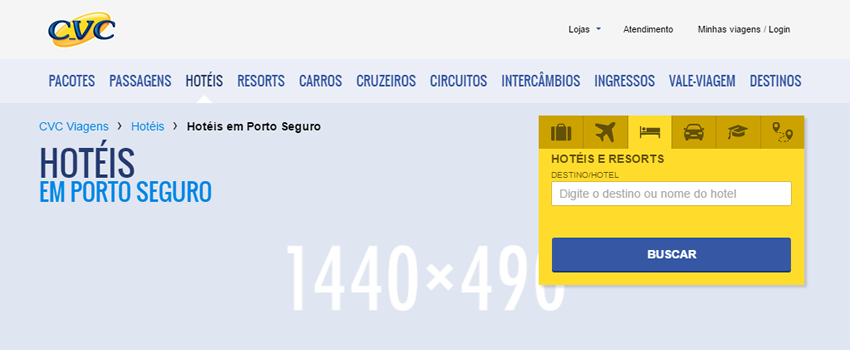 CVC
Lojas Atendimento Minhas viagens / Login
PACOTES PASSAGENS HOTÉIS RESORTS CARROS CRUZEIROS CIRCUITOS INTERCÂMBIOS INGRESSOS VALE-VIAGEM DESTINOS
CVC Viagens › Hotéis › Hotéis em Porto Seguro
HOTÉIS
EM PORTO SEGURO
HOTÉIS E RESORTS
DESTINO/HOTEL
Digite o destino ou nome do hotel
BUSCAR
1440×490